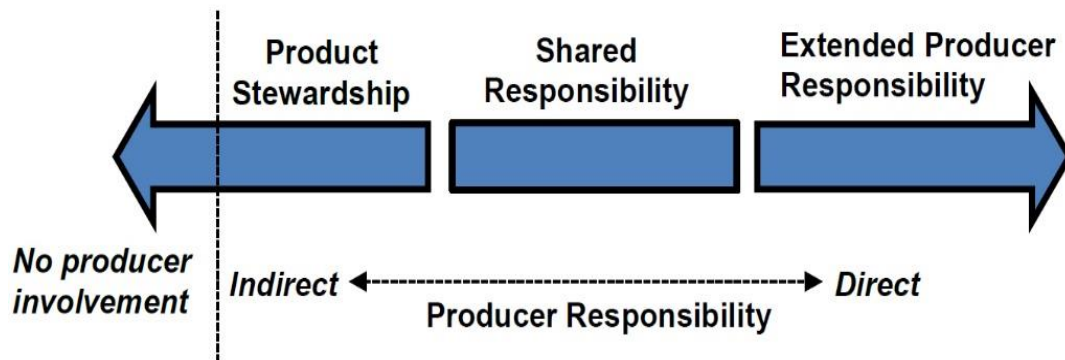 Product
Stewardship
Shared
Responsibility
Extended Producer
Responsibility
No producer
involvement
Indirect
Direct
Producer Responsibility